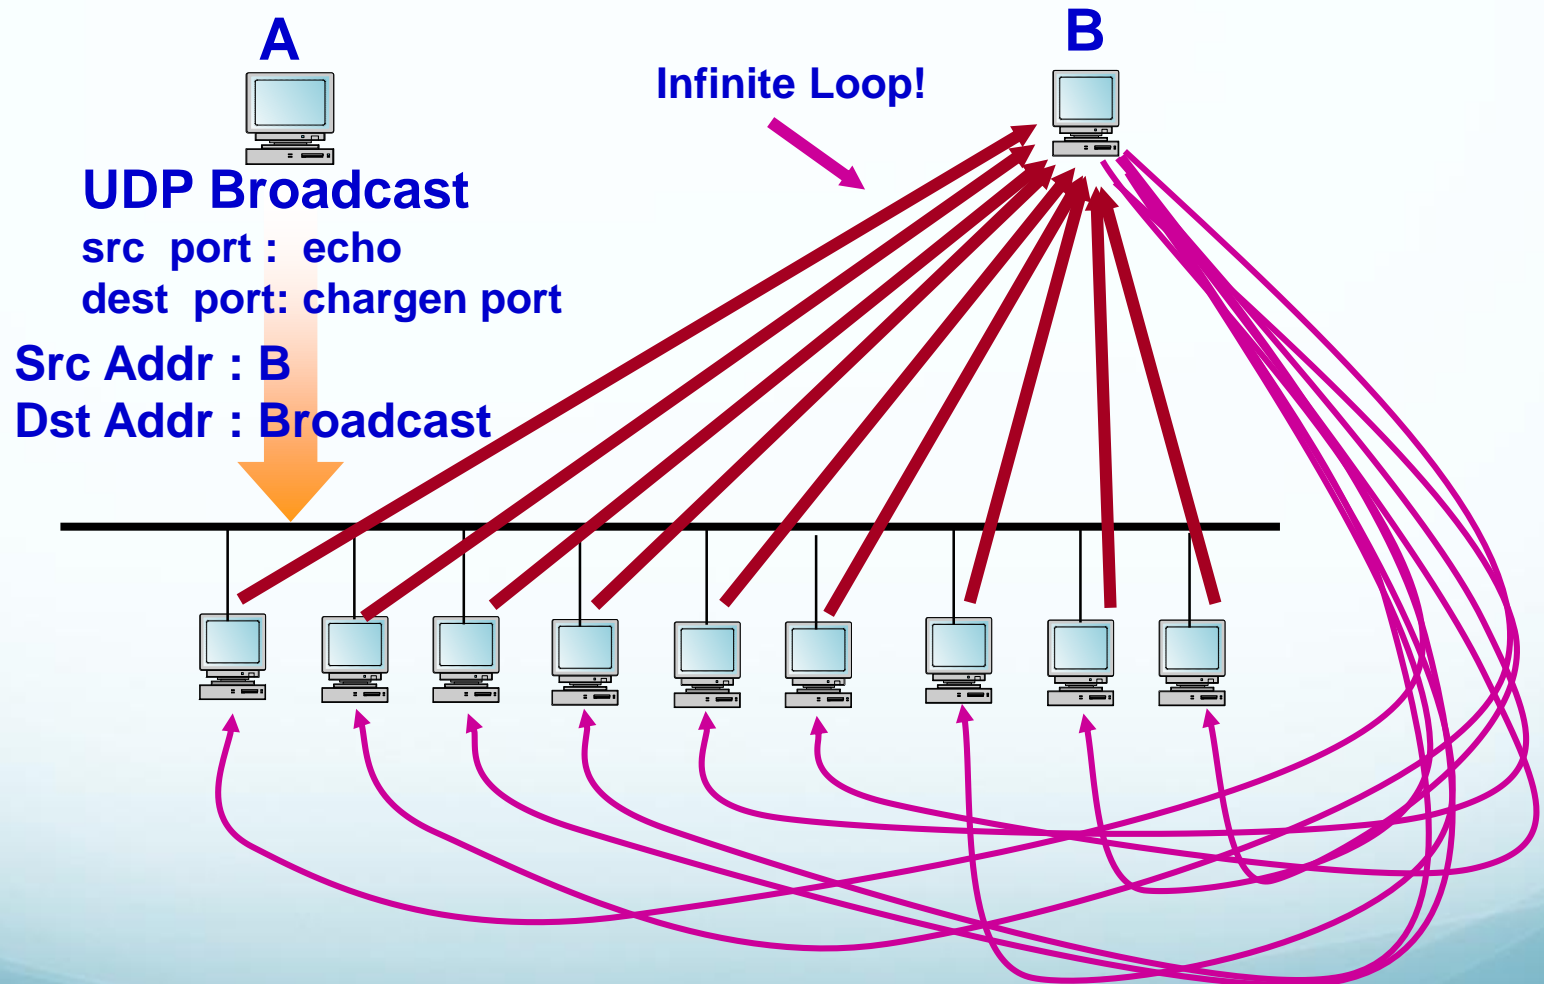 A
B
Infinite Loop!
UDP Broadcast
src port : echo
dest port: chargen port
Src Addr : B
Dst Addr : Broadcast